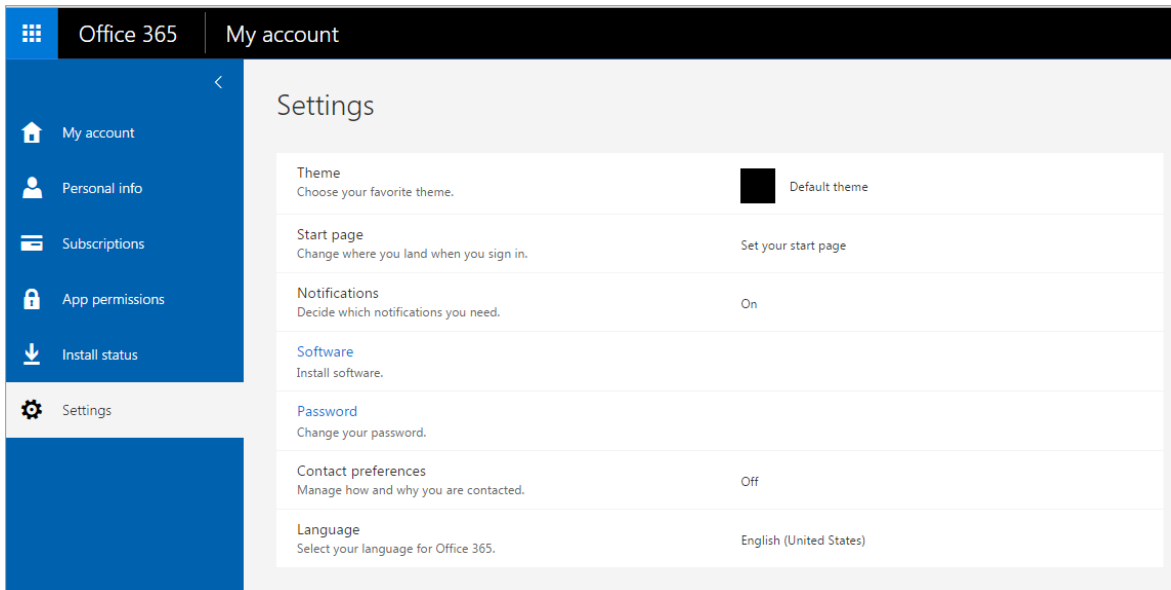 Office 365
My account
My account
Personal info
Subscriptions
App permissions
Install status
Settings
Settings
Theme
Choose your favorite theme.
Default theme
Start page
Change where you land when you sign in.
Set your start page
Notifications
Decide which notifications you need.
On
Software
Install software.
Password
Change your password.
Contact preferences
Manage how and why you are contacted.
Off
Language
Select your language for Office 365.
English (United States)